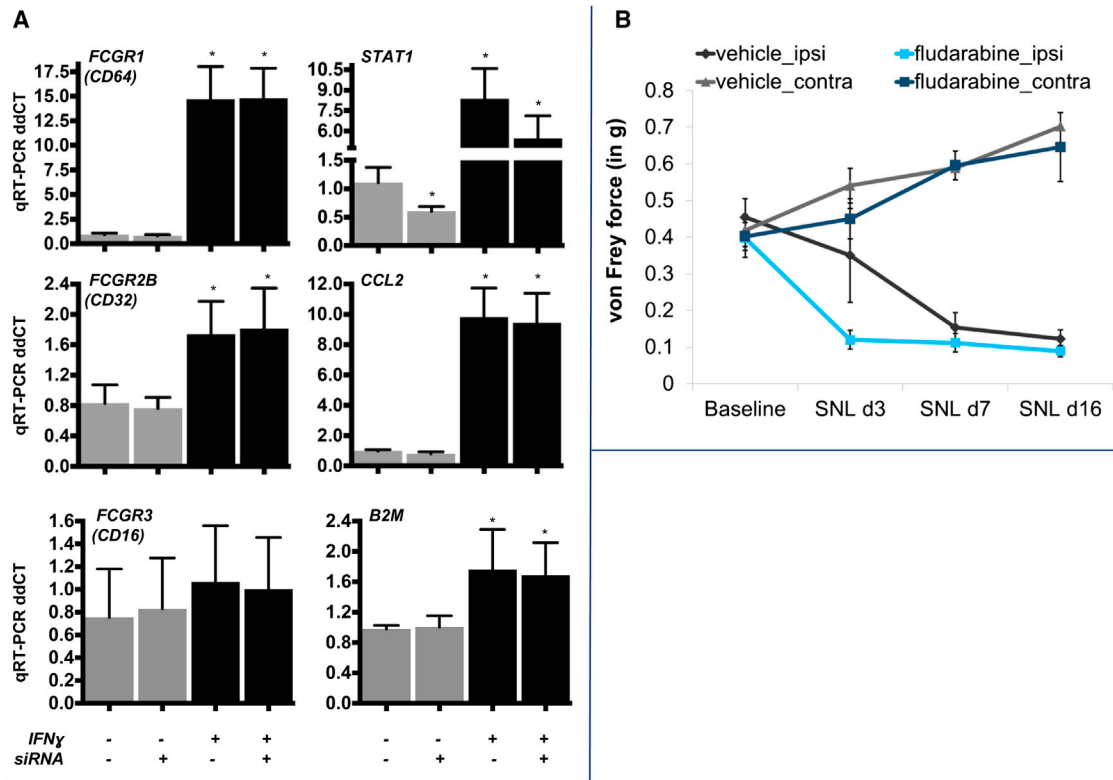 A
FCGR1
(CD64)
qRT-PCR ddCT
17.5
15.0
12.5
10.0
7.5
5.0
2.5
0.0
* *
STAT1
10.5
9.0
7.5
6.0
1.5
1.0
0.5
0.0
* * *
FCGR2B
(CD32)
qRT-PCR ddCT
2.4
2.0
1.6
1.2
0.8
0.4
0.0
* *
CCL2
12.0
10.0
8.0
6.0
4.0
2.0
0.0
* *
FCGR3
(CD16)
qRT-PCR ddCT
1.6
1.4
1.2
1.0
0.8
0.6
0.4
0.2
0.0
B2M
2.4
2.0
1.6
1.2
0.8
0.4
0.0
* *
IFNɣ - - + + - - + +
siRNA - + - + - + - +
B
vehicle_ipsi fludarabine_ipsi
vehicle_contra fludarabine_contra
von Frey force (in g)
0.8
0.7
0.6
0.5
0.4
0.3
0.2
0.1
0
Baseline SNL d3 SNL d7 SNL d16